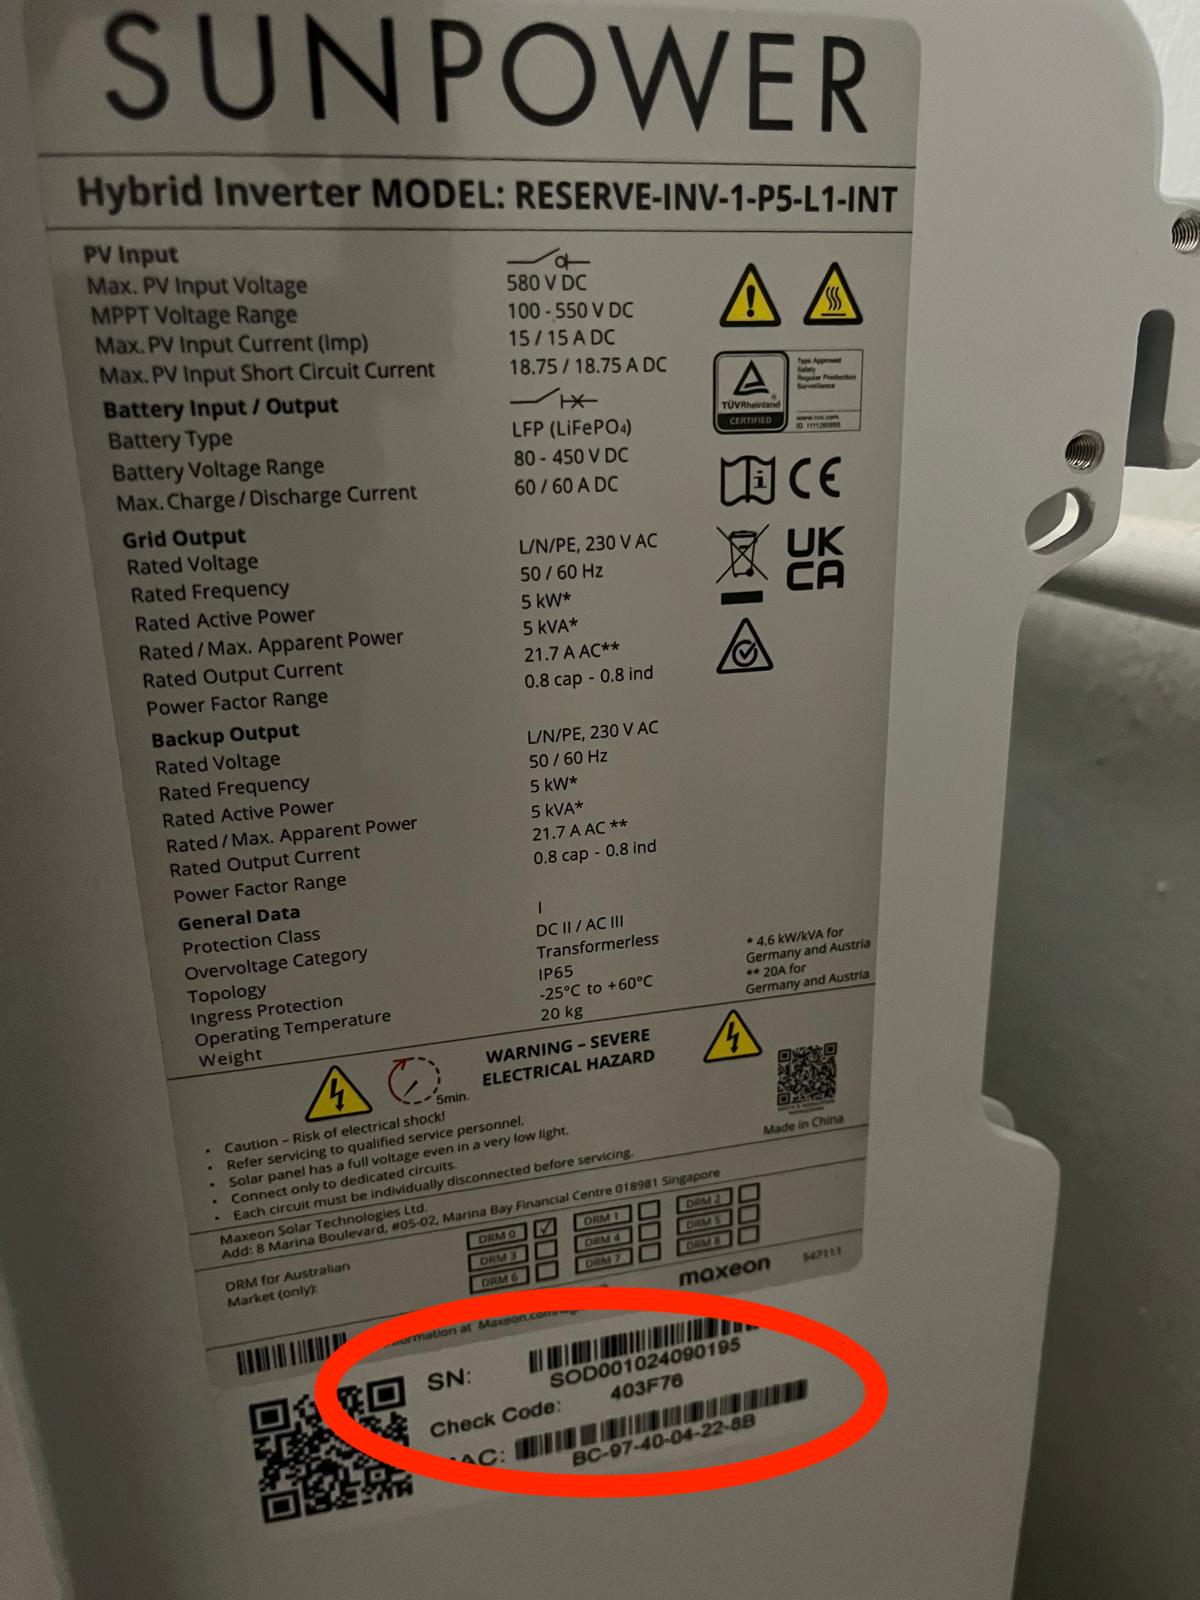 SUNPOWER
Hybrid Inverter MODEL: RESERVE-INV-1-P5-L1-INT
PV Input
Max. PV Input Voltage 580 V DC
MPPT Voltage Range 100 - 550 V DC
Max. PV Input Current (Imp) 15 / 15 A DC
Max. PV Input Short Circuit Current 18.75 / 18.75 A DC
Battery Input / Output
Battery Type LFP (LiFePO4)
Battery Voltage Range 80 - 450 V DC
Max. Charge / Discharge Current 60 / 60 A DC
Grid Output
Rated Voltage L/N/PE, 230 V AC
Rated Frequency 50 / 60 Hz
Rated Active Power 5 kW*
Rated / Max. Apparent Power 5 kVA*
Rated Output Current 21.7 A AC**
Power Factor Range 0.8 cap - 0.8 ind
Backup Output
Rated Voltage L/N/PE, 230 V AC
Rated Frequency 50 / 60 Hz
Rated Active Power 5 kW*
Rated / Max. Apparent Power 5 kVA*
Rated Output Current 21.7 A AC **
Power Factor Range 0.8 cap - 0.8 ind
General Data
Protection Class I
Overvoltage Category DC II / AC III
Topology Transformerless
Ingress Protection IP65
Operating Temperature -25°C to +60°C
Weight 20 kg
TÜVRheinland
CERTIFIED
Type Approved
Safety
Regular Production
Surveillance
www.tuv.com
CE
UK
CA
* 4.6 kW/kVA for
Germany and Austria
** 20A for
Germany and Austria
5min.
WARNING – SEVERE
ELECTRICAL HAZARD
Made in China
• Caution – Risk of electrical shock!
• Refer servicing to qualified service personnel.
• Solar panel has a full voltage even in a very low light.
• Connect only to dedicated circuits.
• Each circuit must be individually disconnected before servicing.
Maxeon Solar Technologies Ltd.
Add: 8 Marina Boulevard, #05-02, Marina Bay Financial Centre 018981 Singapore
DRM for Australian
Market (only):
DRM 0 DRM 1 DRM 2
DRM 3 DRM 4 DRM 5
DRM 6 DRM 7 DRM 8
maxeon
547111
at Maxeon.com
SN: SOD001024090195
Check Code: 403F76
BC-97-40-04-22-8B